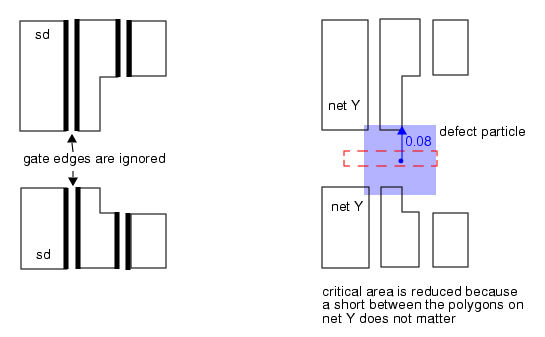 sd
gate edges are ignored
sd
net Y
defect particle
0.08
net Y
critical area is reduced because
a short between the polygons on
net Y does not matter